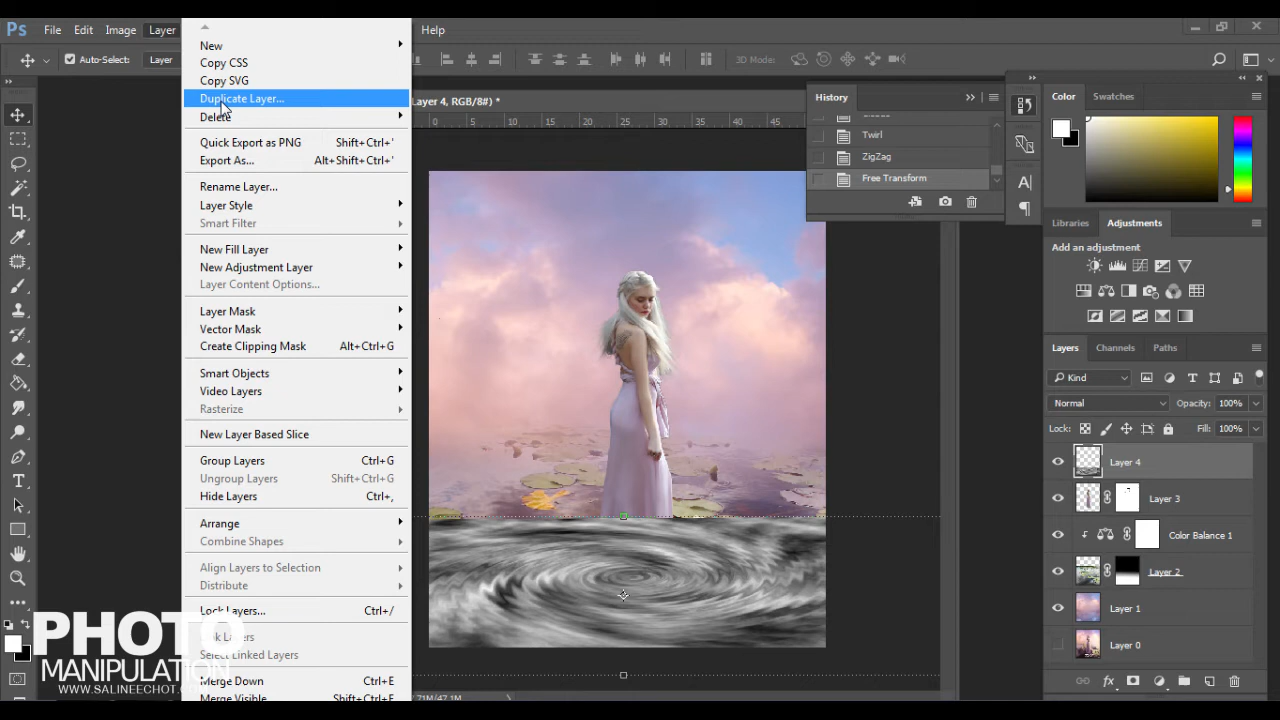 Ps File Edit Image Layer Help
Auto-Select: Layer
3D Mode:
New
Copy CSS
Copy SVG
Duplicate Layer...
Delete
Quick Export as PNG Shift+Ctrl+'
Export As... Alt+Shift+Ctrl+'
Rename Layer...
Layer Style
Smart Filter
New Fill Layer
New Adjustment Layer
Layer Content Options...
Layer Mask
Vector Mask
Create Clipping Mask Alt+Ctrl+G
Smart Objects
Video Layers
Rasterize
New Layer Based Slice
Group Layers Ctrl+G
Ungroup Layers Shift+Ctrl+G
Hide Layers Ctrl+,
Arrange
Combine Shapes
Align Layers to Selection
Distribute
Lock Layers... Ctrl+/
Layers
Select Linked Layers
Merge Down Ctrl+E
Merge Visible Shift+Ctrl+E
PHOTO
MANIPULATION
WWW.SALINEECHOT.COM
ayer 4, RGB/8#) *
0 5 10 15 20 25 30 35 40 45
.71M/47.1M
History
Twirl
ZigZag
Free Transform
Color Swatches
Libraries Adjustments
Add an adjustment
Layers Channels Paths
Kind
Normal Opacity: 100%
Lock: Fill: 100%
Layer 4
Layer 3
Color Balance 1
Layer 2
Layer 1
Layer 0